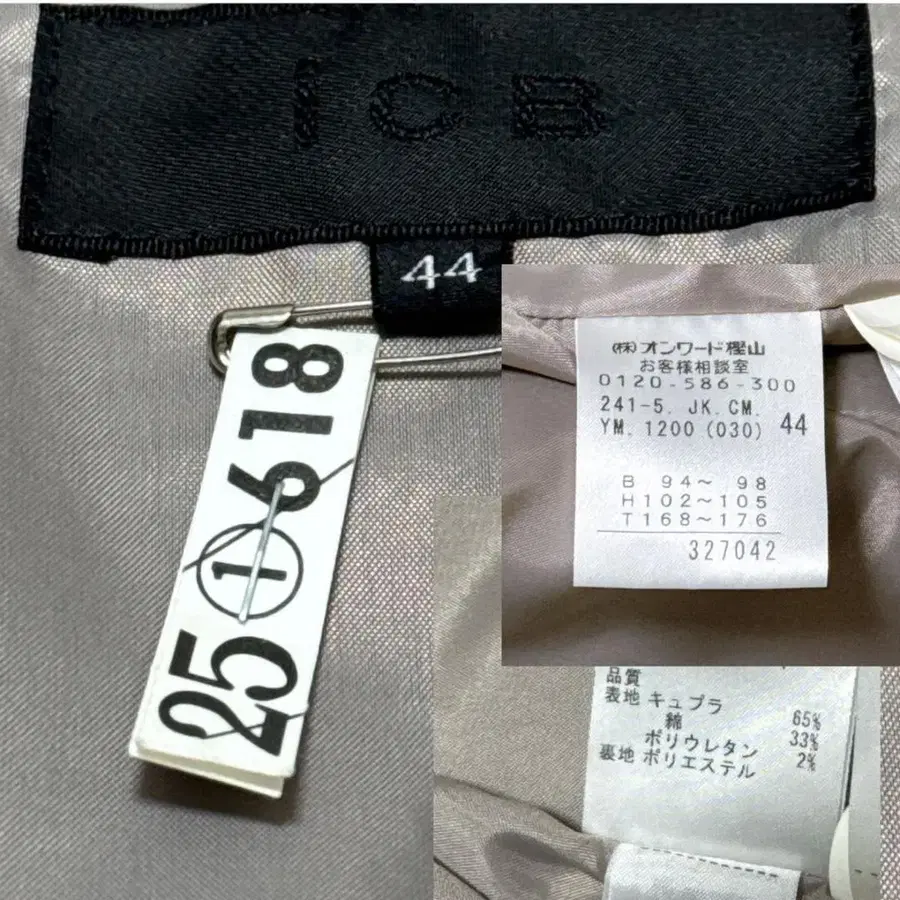 iCB
44
25 ① 618
(株)オンワード樫山
お客様相談室
0120-586-300
241-5. JK. CM.
YM. 1200 (030) 44
B 94~ 98
H102~105
T168~176
327042
品質
表地 キュプラ 65%
綿 33%
ポリウレタン 2%
裏地 ポリエステル